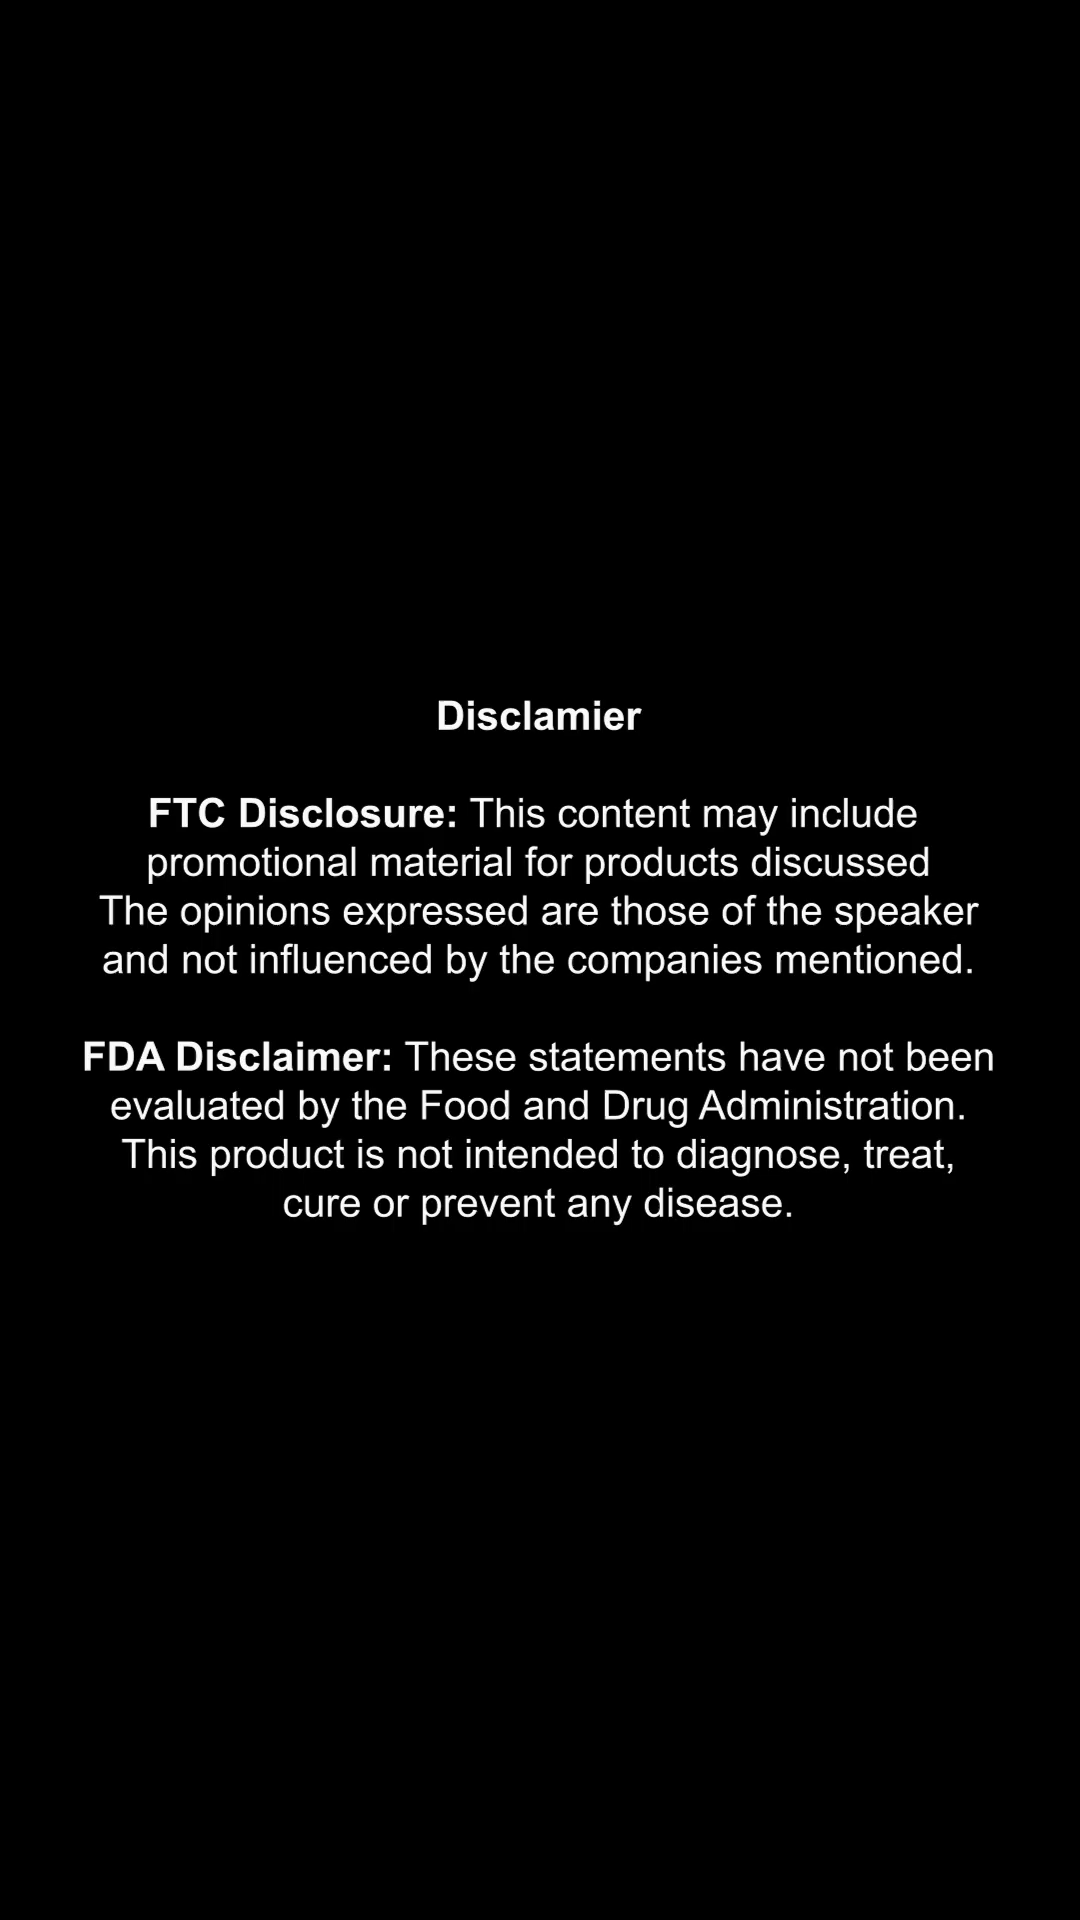 Disclamier
FTC Disclosure: This content may include
promotional material for products discussed
The opinions expressed are those of the speaker
and not influenced by the companies mentioned.
FDA Disclaimer: These statements have not been
evaluated by the Food and Drug Administration.
This product is not intended to diagnose, treat,
cure or prevent any disease.